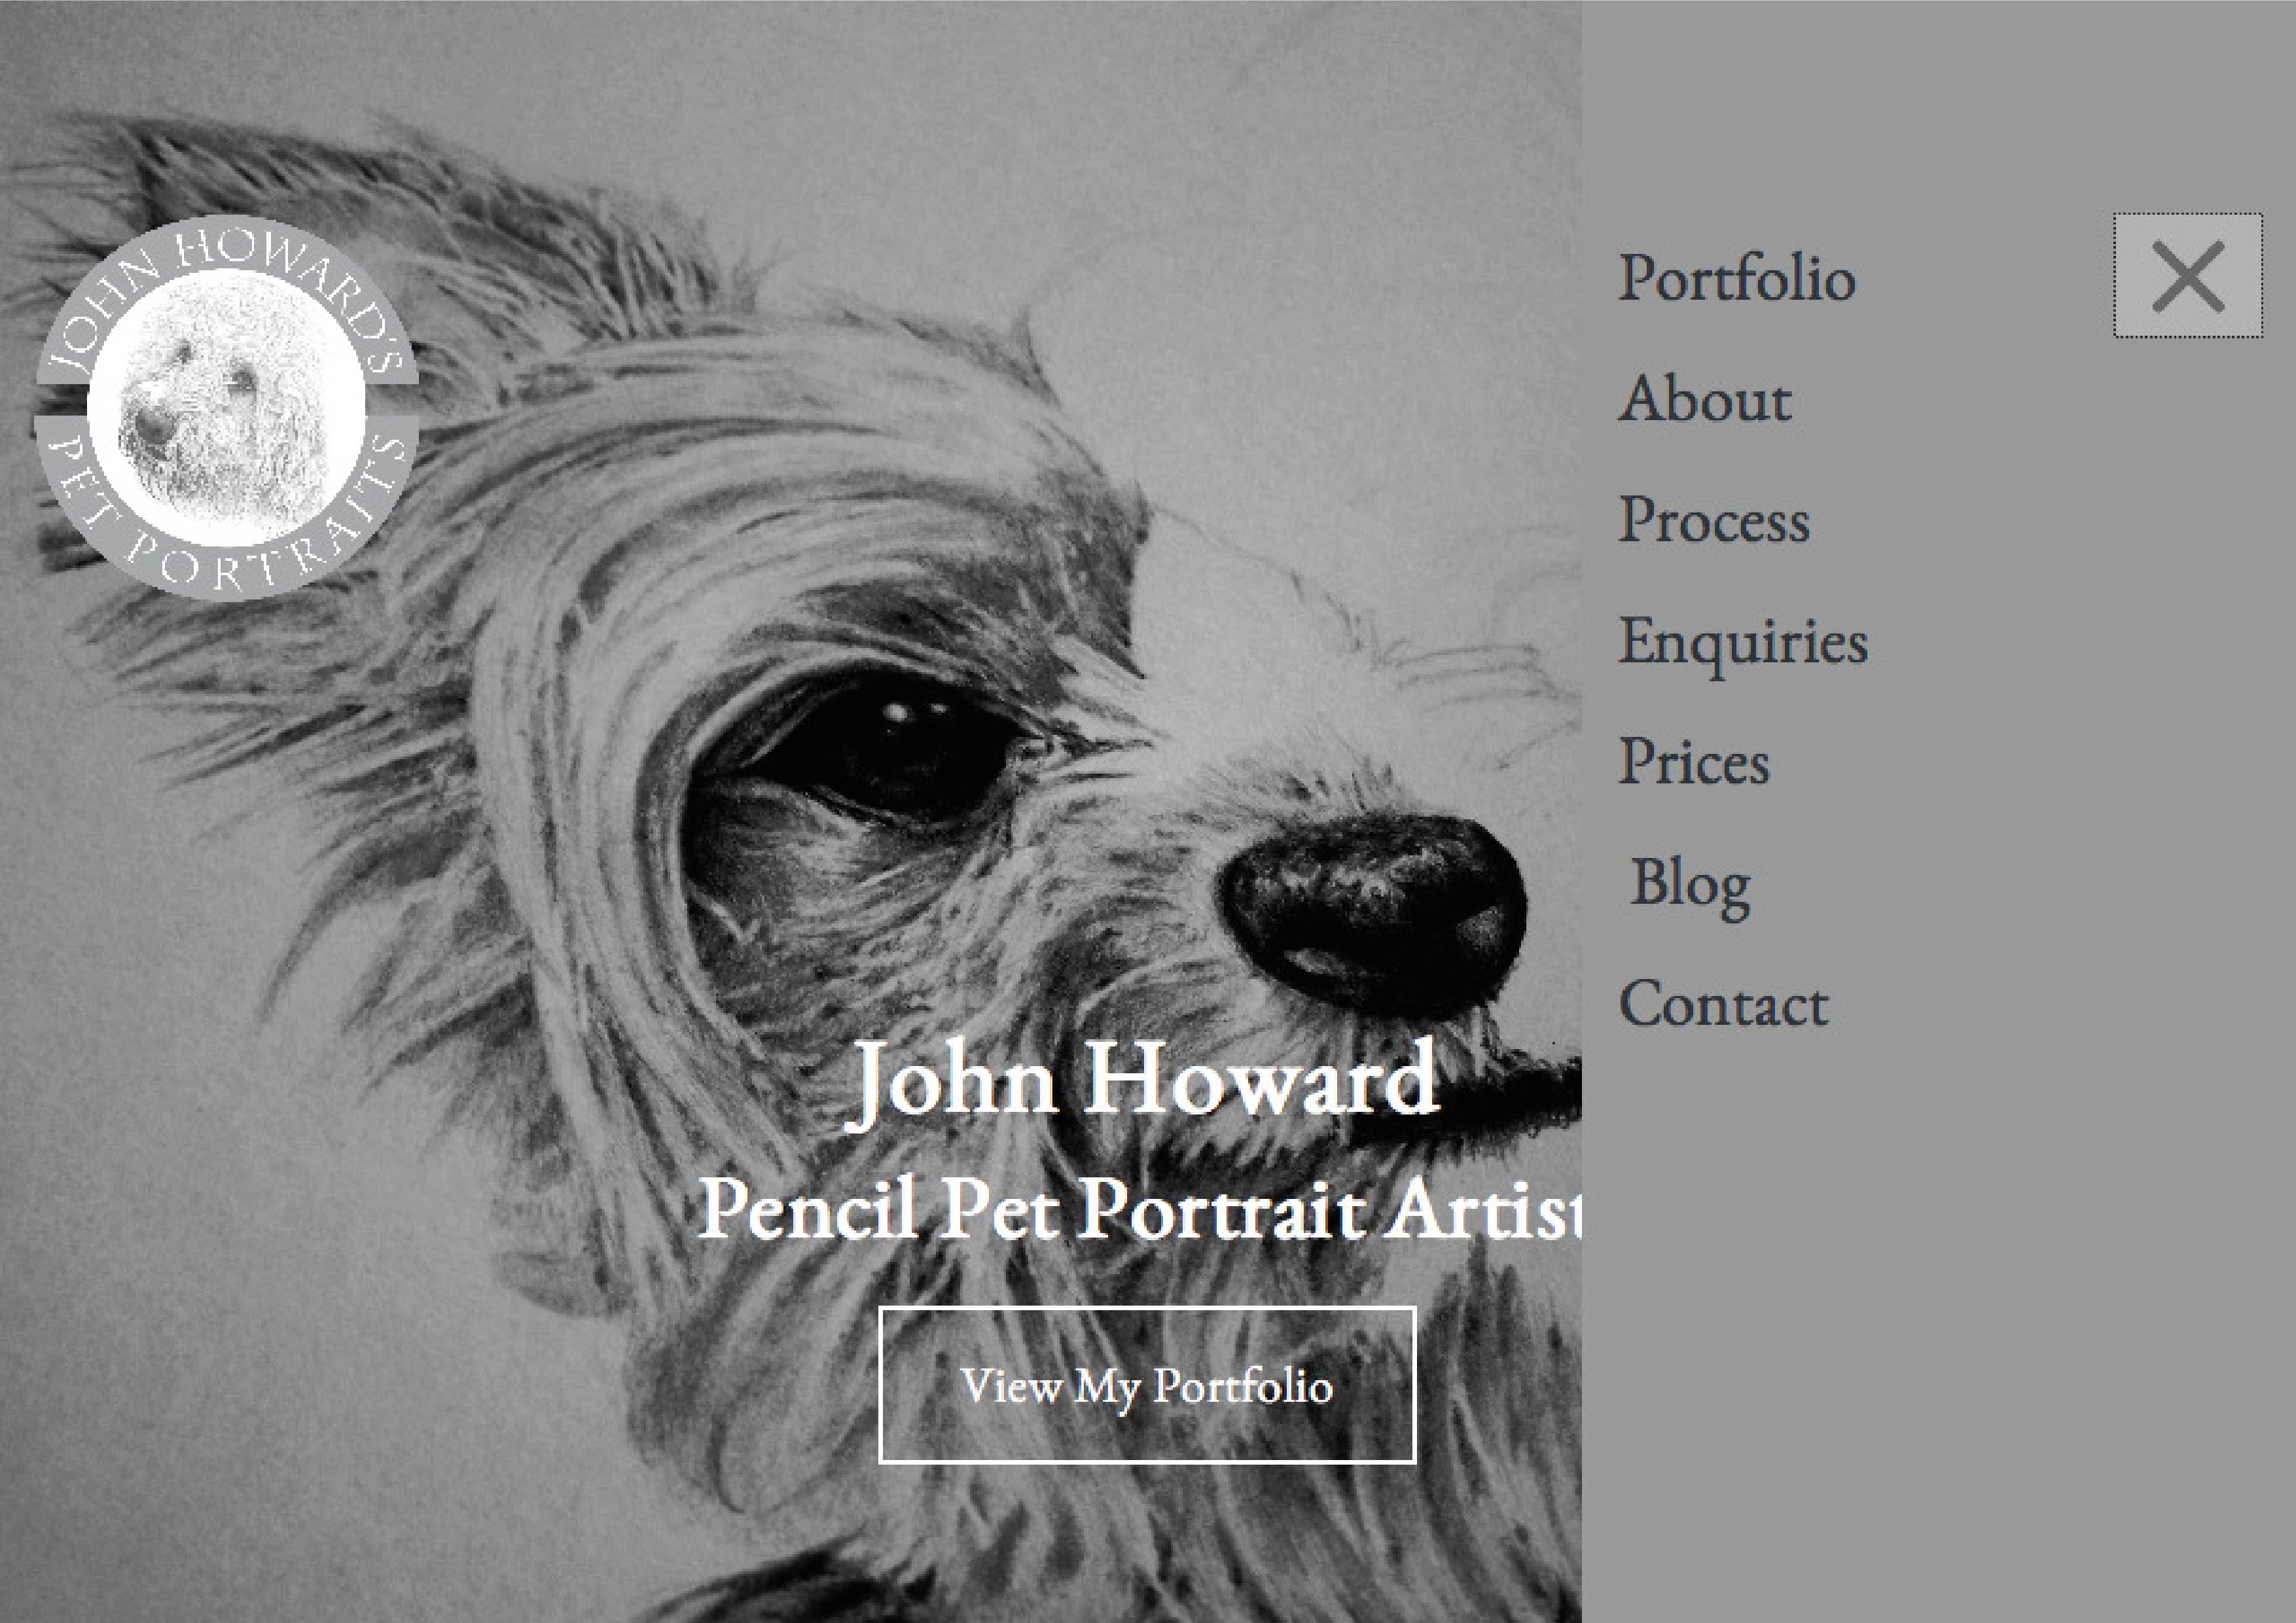 JOHN HOWARD'S
PET PORTRAITS
John Howard
Pencil Pet Portrait Artist
View My Portfolio
Portfolio
About
Process
Enquiries
Prices
Blog
Contact